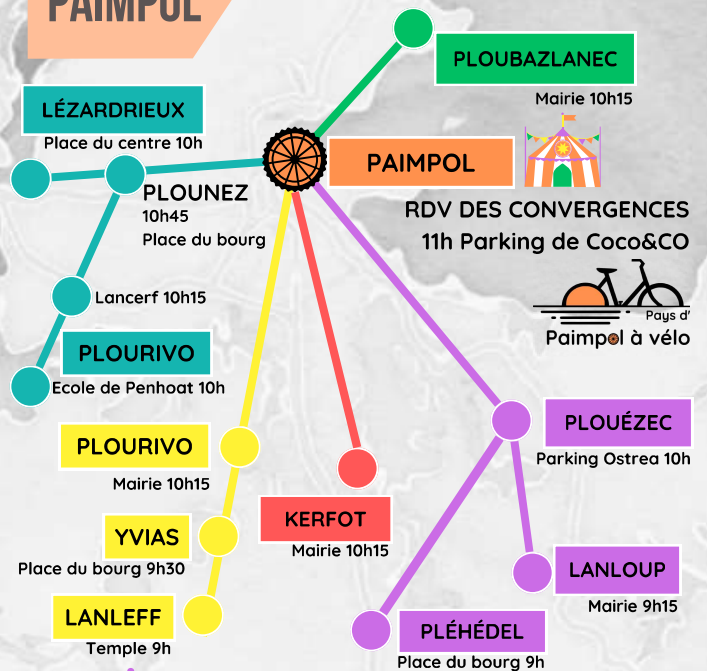 PAIMPOL
PLOUBAZLANEC
Mairie 10h15
LÉZARDRIEUX
Place du centre 10h
PAIMPOL
PLOUNEZ
10h45
Place du bourg
RDV DES CONVERGENCES
11h Parking de Coco&CO
Lancerf 10h15
Pays d'
Paimpol à vélo
PLOURIVO
Ecole de Penhoat 10h
PLOURIVO
Mairie 10h15
PLOUÉZEC
Parking Ostrea 10h
KERFOT
Mairie 10h15
YVIAS
Place du bourg 9h30
LANLOUP
Mairie 9h15
LANLEFF
Temple 9h
PLÉHÉDEL
Place du bourg 9h